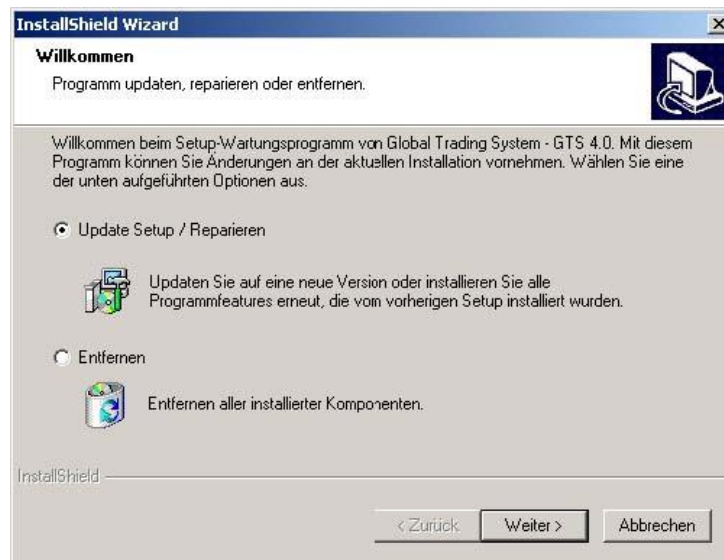 InstallShield Wizard
Willkommen
Programm updaten, reparieren oder entfernen.
Willkommen beim Setup-Wartungsprogramm von Global Trading System - GTS 4.0. Mit diesem
Programm können Sie Änderungen an der aktuellen Installation vornehmen. Wählen Sie eine
der unten aufgeführten Optionen aus.
Update Setup / Reparieren
Updaten Sie auf eine neue Version oder installieren Sie alle
Programmfeatures erneut, die vom vorherigen Setup installiert wurden.
Entfernen
Entfernen aller installierter Komponenten.
InstallShield
< Zurück
Weiter >
Abbrechen